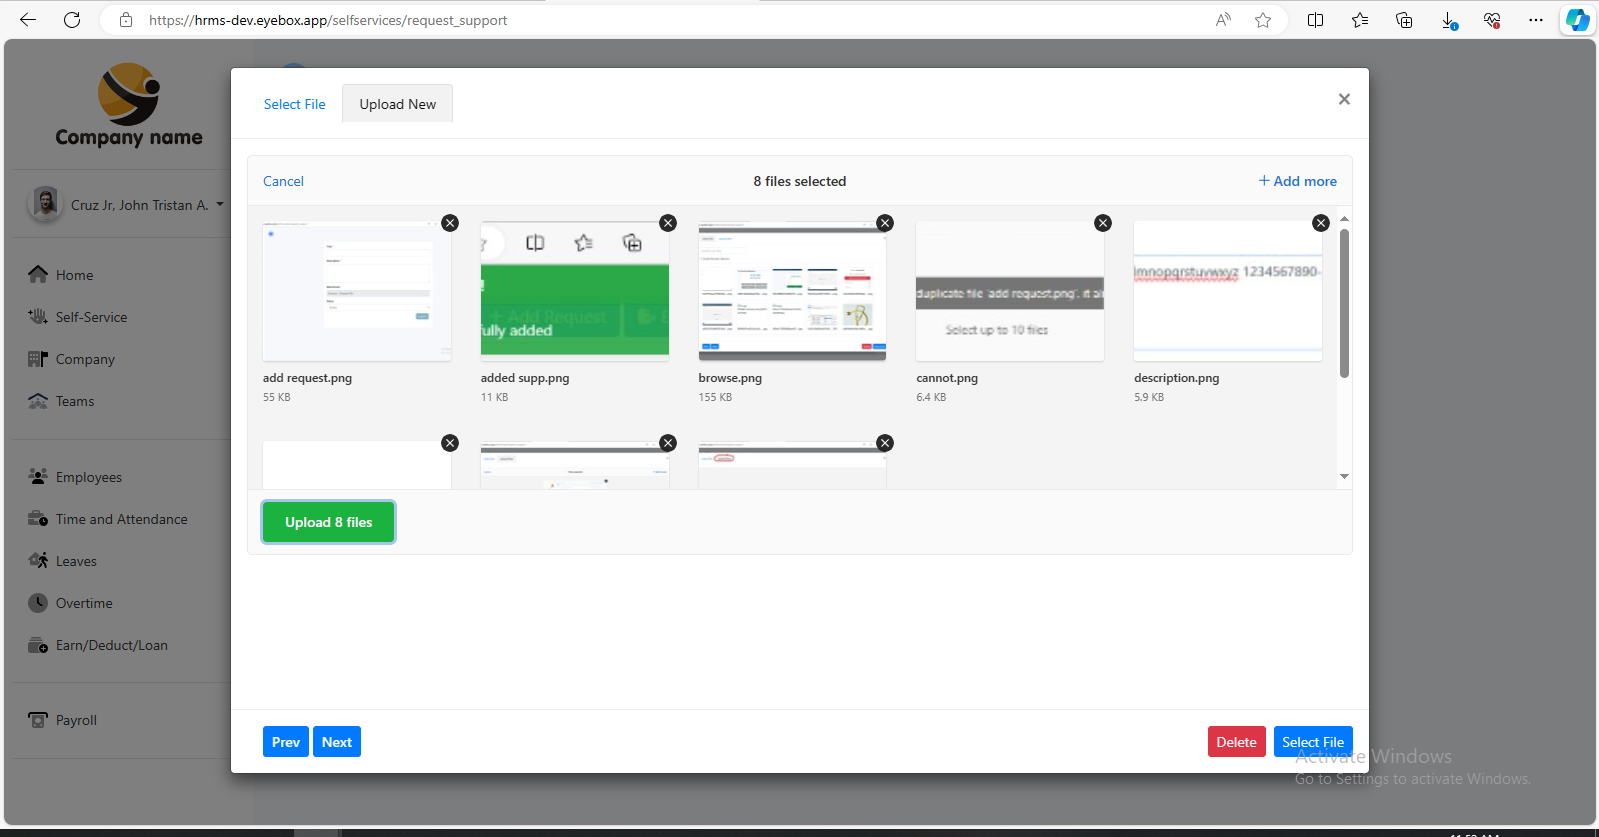 https://hrms-dev.eyebox.app/selfservices/request_support
Company name
Cruz Jr, John Tristan A.
Home
Self-Service
Company
Teams
Employees
Time and Attendance
Leaves
Overtime
Earn/Deduct/Loan
Payroll
Select File
Upload New
×
Cancel
8 files selected
+ Add more
+ Add Request
fully added
duplicate file 'add request.png'. it al
Select up to 10 files
lmnopqrstuvwxyz 1234567890-
add request.png
added supp.png
browse.png
cannot.png
description.png
55 KB
11 KB
155 KB
6.4 KB
5.9 KB
Upload 8 files
Prev
Next
Delete
Select File
Activate Windows
Go to Settings to activate Windows.